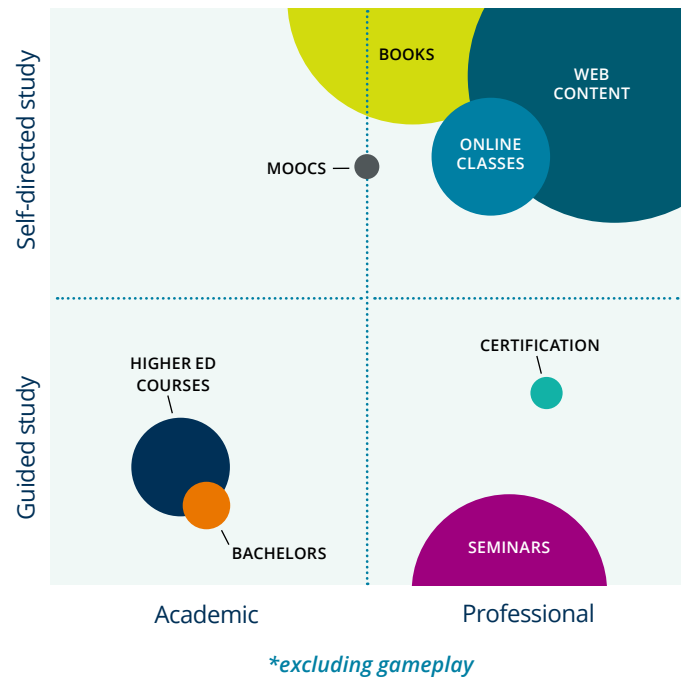 Self-directed study
BOOKS
WEB
CONTENT
ONLINE
CLASSES
MOOCS
Guided study
CERTIFICATION
HIGHER ED
COURSES
BACHELORS
SEMINARS
Academic
Professional
*excluding gameplay